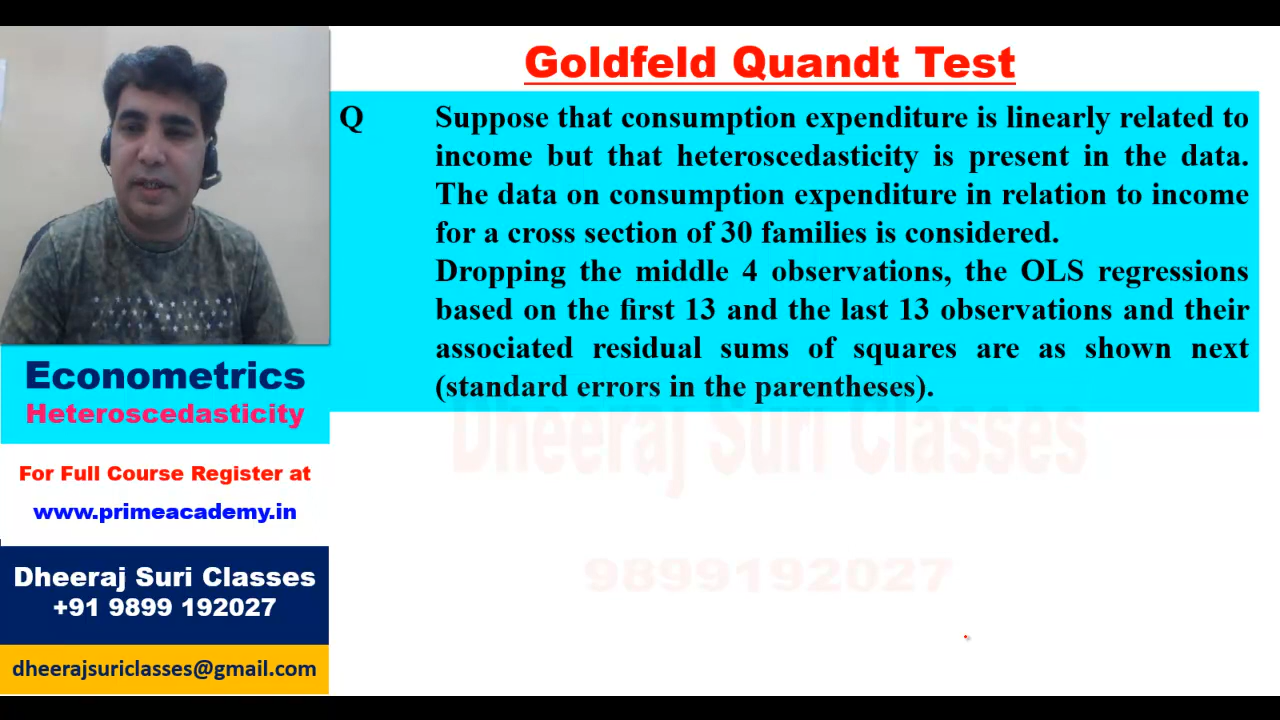 Goldfeld Quandt Test
Q
Suppose that consumption expenditure is linearly related to
income but that heteroscedasticity is present in the data.
The data on consumption expenditure in relation to income
for a cross section of 30 families is considered.
Dropping the middle 4 observations, the OLS regressions
based on the first 13 and the last 13 observations and their
associated residual sums of squares are as shown next
(standard errors in the parentheses).
Dheeraj Suri Classes
9899192027
Econometrics
Heteroscedasticity
For Full Course Register at
www.primeacademy.in
Dheeraj Suri Classes
+91 9899 192027
dheerajsuriclasses@gmail.com